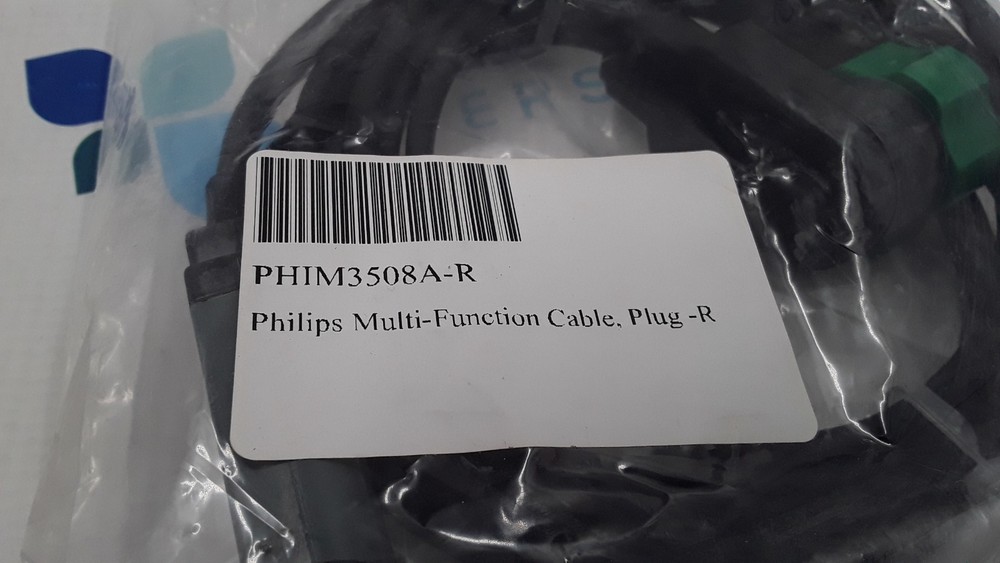 PHIM3508A-R
Philips Multi-Function Cable, Plug -R